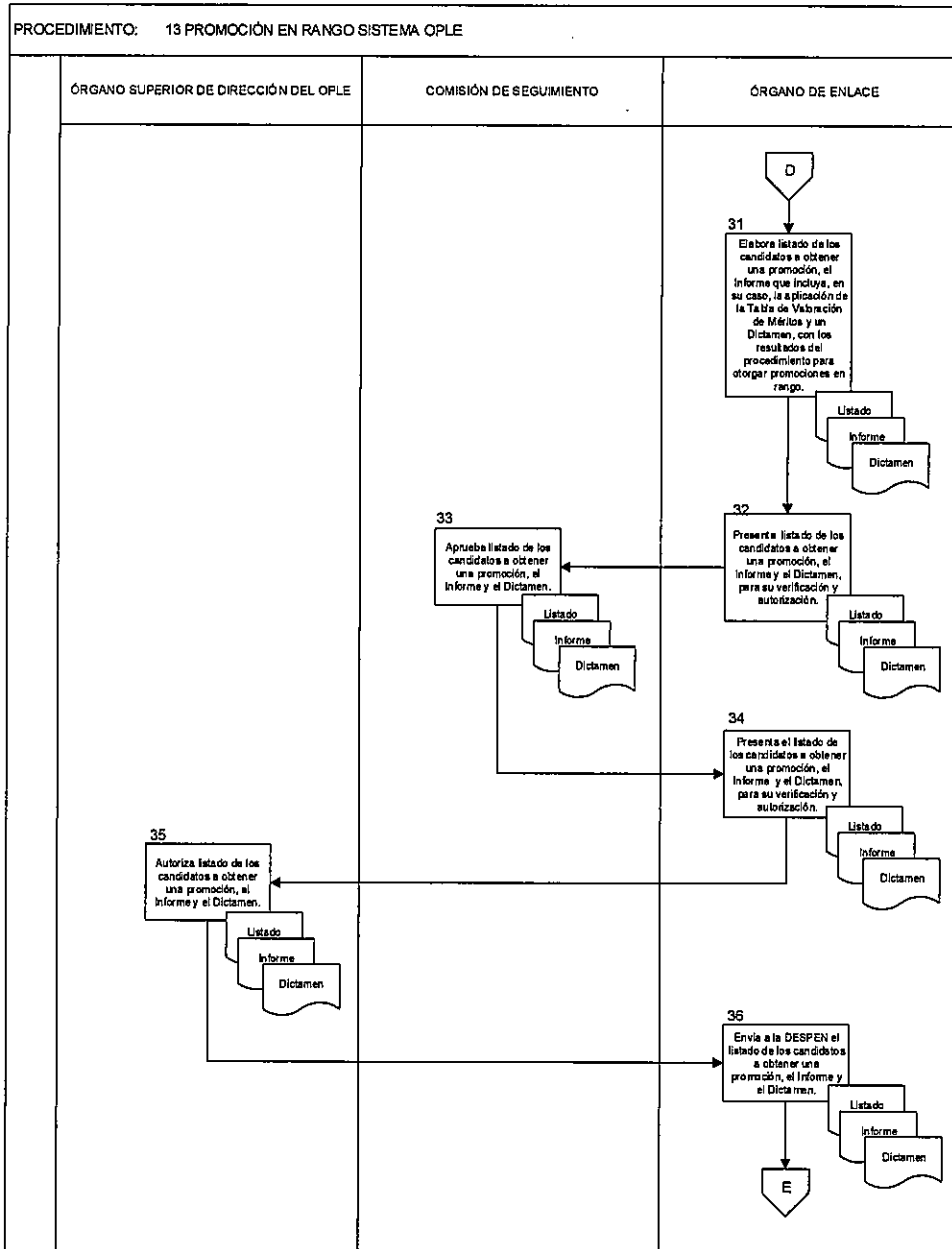 PROCEDIMIENTO: 13 PROMOCIÓN EN RANGO SISTEMA OPLE
ÓRGANO SUPERIOR DE DIRECCIÓN DEL OPLE
COMISIÓN DE SEGUIMIENTO
ÓRGANO DE ENLACE
D
31
Elabora listado de los
candidatos a obtener
una promoción, el
Informe que incluya, en
su caso, la aplicación de
la Tabla de Valoración
de Méritos y un
Dictamen, con los
resultados del
procedimiento para
otorgar promociones en
rango.
Listado
Informe
Dictamen
32
Presenta listado de los
candidatos a obtener
una promoción, el
Informe y el Dictamen,
para su verificación y
autorización.
Listado
Informe
Dictamen
33
Aprueba listado de los
candidatos a obtener
una promoción, el
Informe y el Dictamen.
Listado
Informe
Dictamen
34
Presenta el listado de
los candidatos a obtener
una promoción, el
Informe y el Dictamen,
para su verificación y
autorización.
Listado
Informe
Dictamen
35
Autoriza listado de los
candidatos a obtener
una promoción, el
Informe y el Dictamen.
Listado
Informe
Dictamen
36
Envía a la DESPEN el
listado de los candidatos
a obtener una
promoción, el Informe y
el Dictamen.
Listado
Informe
Dictamen
E